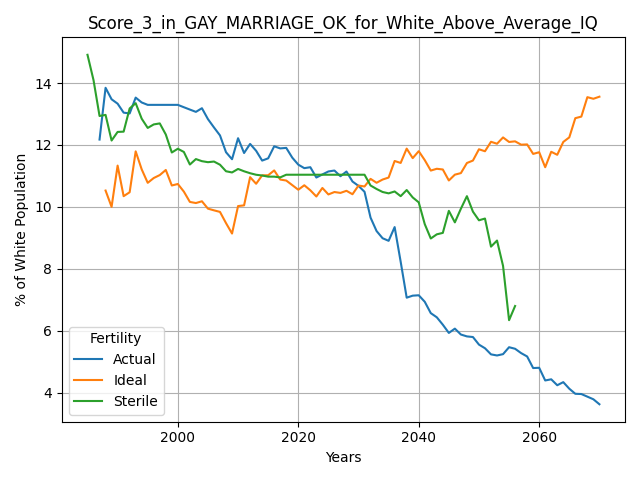 Score_3_in_GAY_MARRIAGE_OK_for_White_Above_Average_IQ
14
12
10
8
6
4
% of White Population
Fertility
Actual
Ideal
Sterile
2000 2020 2040 2060
Years